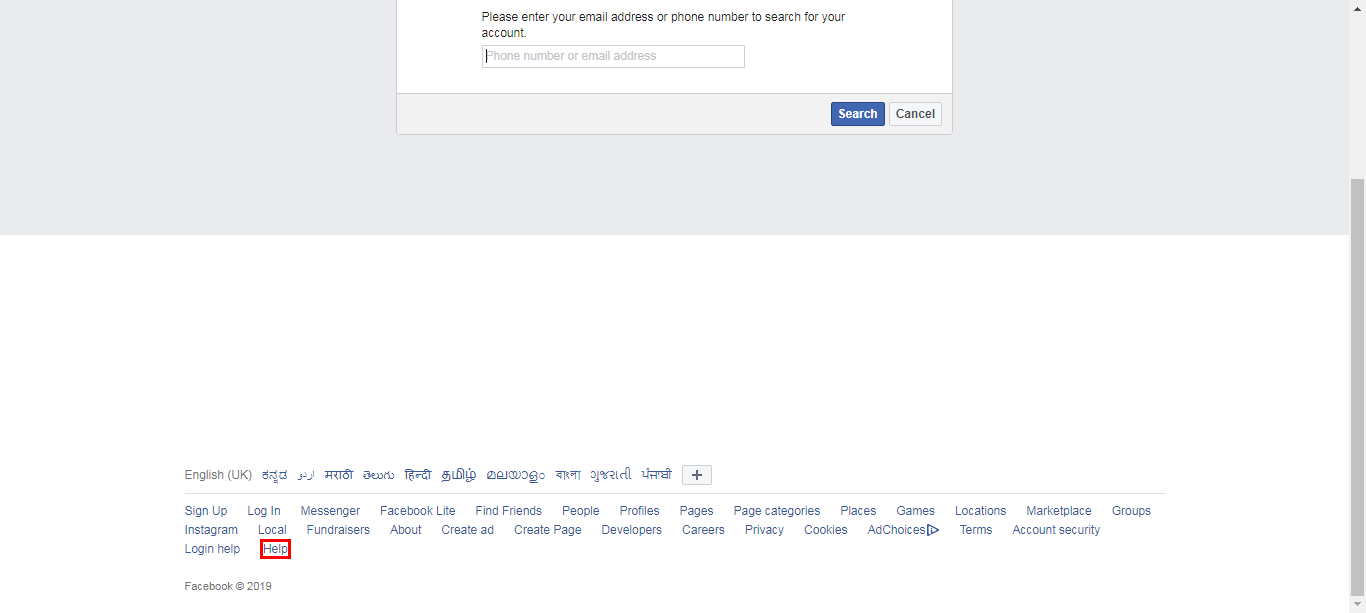 Please enter your email address or phone number to search for your
account.
Phone number or email address
Search Cancel
English (UK) ಕನ್ನಡ اردو मराठी తెలుగు हिन्दी தமிழ் മലയാളം বাংলা ગુજરાતી ਪੰਜਾਬੀ +
Sign Up Log In Messenger Facebook Lite Find Friends People Profiles Pages Page categories Places Games Locations Marketplace Groups
Instagram Local Fundraisers About Create ad Create Page Developers Careers Privacy Cookies AdChoices Terms Account security
Login help Help
Facebook © 2019